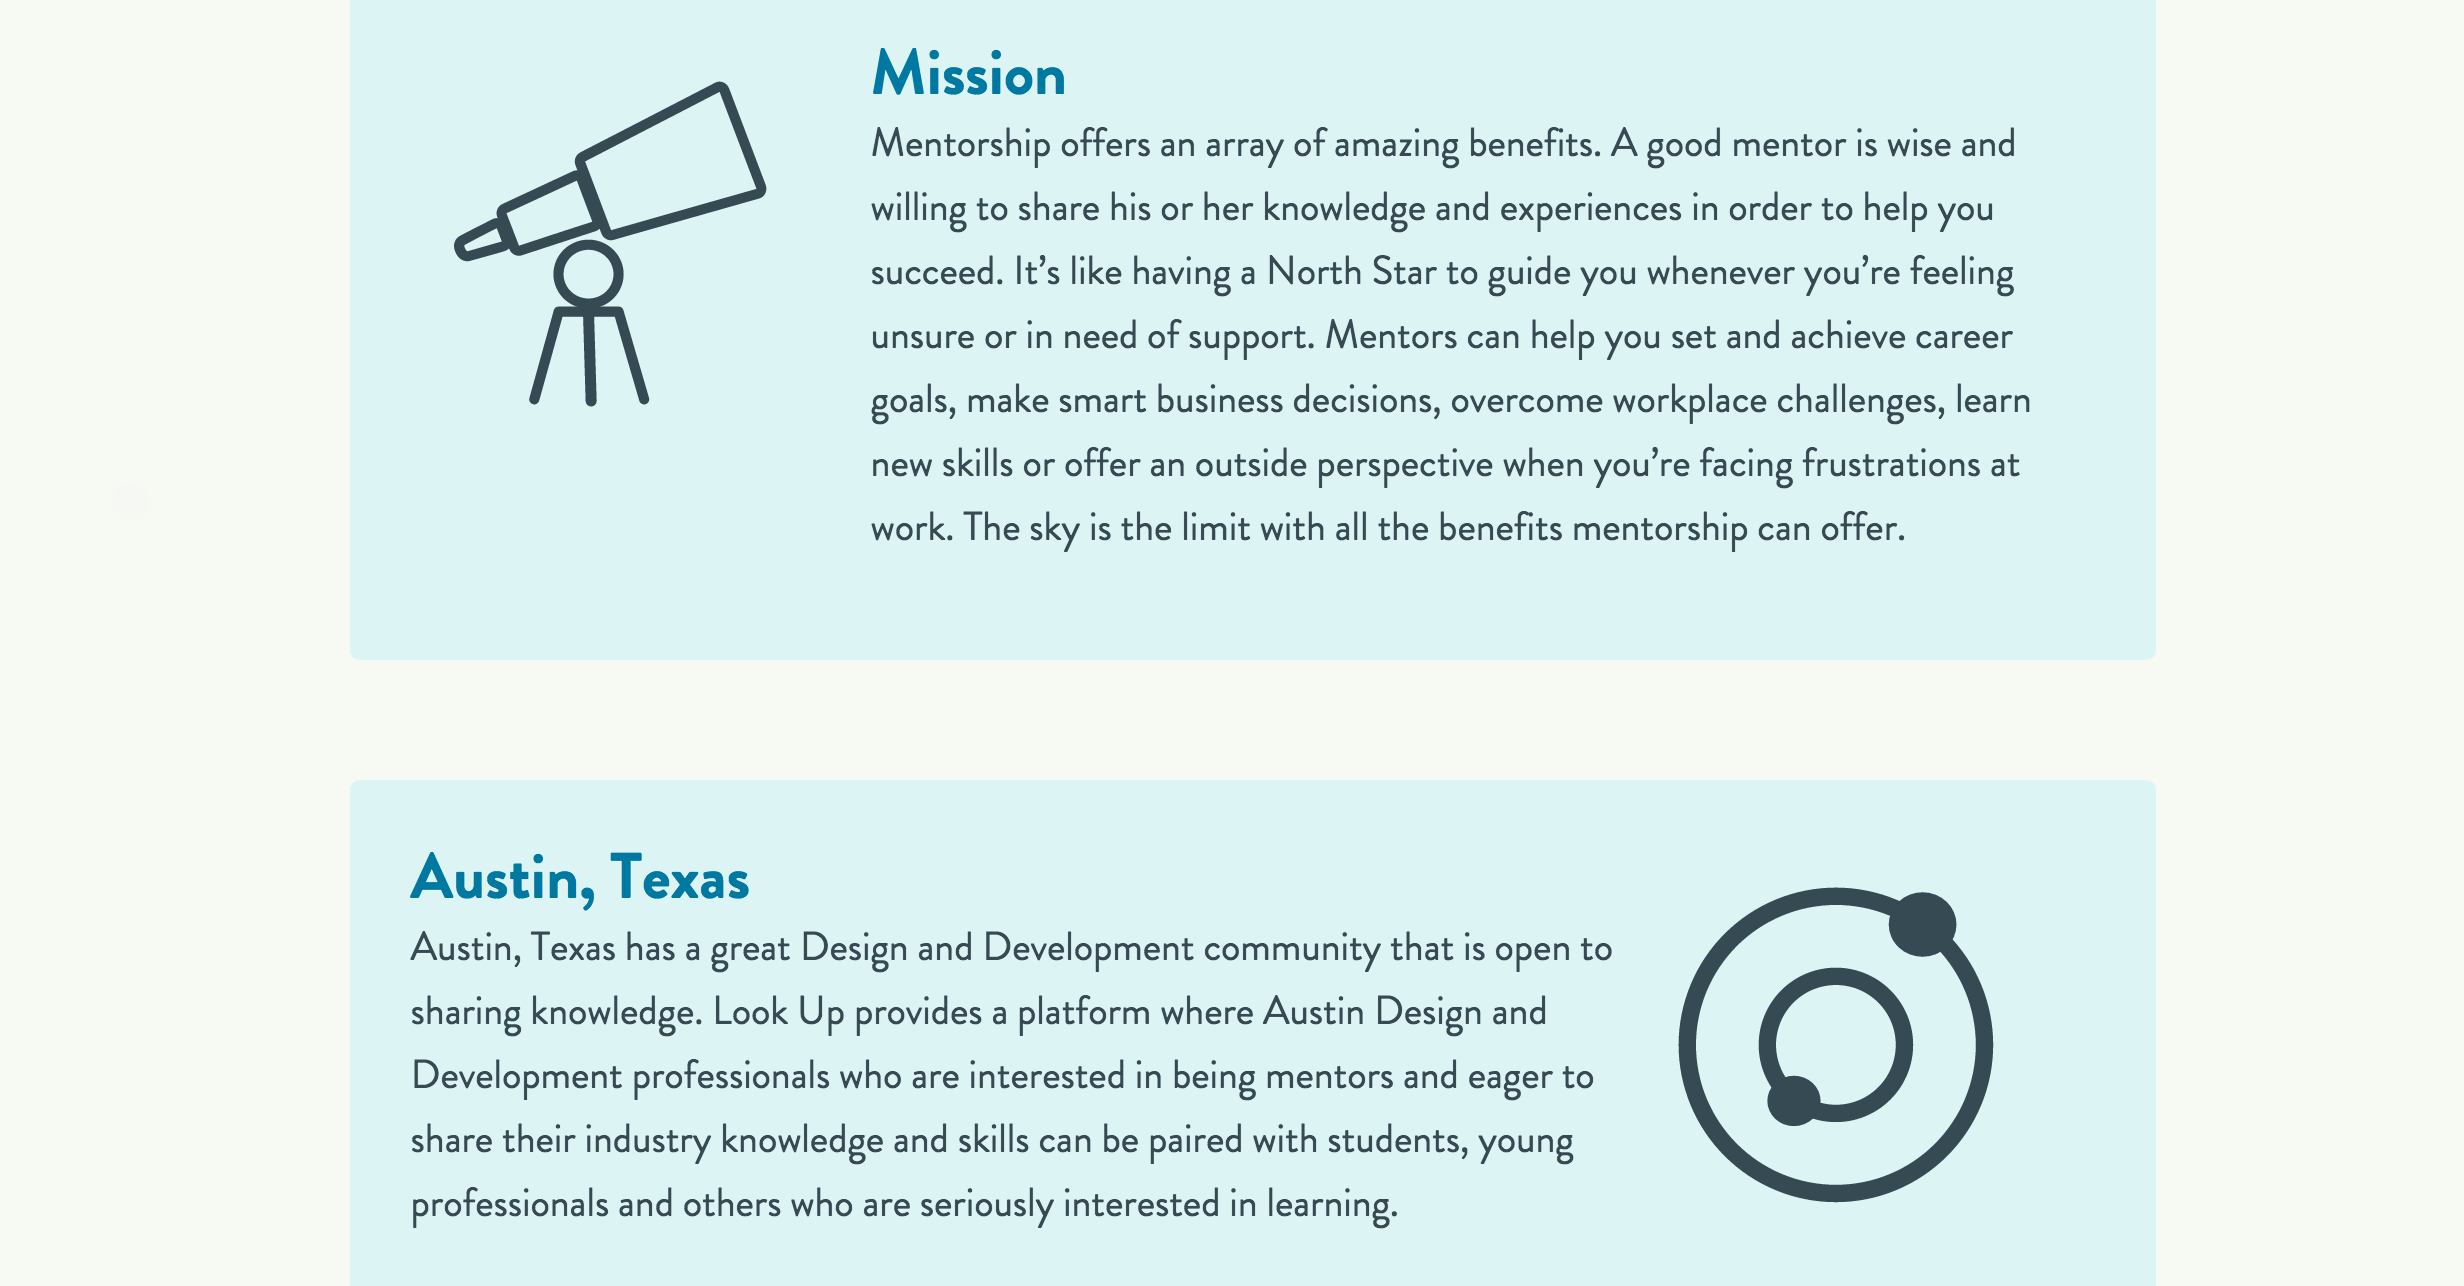 Mission
Mentorship offers an array of amazing benefits. A good mentor is wise and
willing to share his or her knowledge and experiences in order to help you
succeed. It’s like having a North Star to guide you whenever you’re feeling
unsure or in need of support. Mentors can help you set and achieve career
goals, make smart business decisions, overcome workplace challenges, learn
new skills or offer an outside perspective when you’re facing frustrations at
work. The sky is the limit with all the benefits mentorship can offer.
Austin, Texas
Austin, Texas has a great Design and Development community that is open to
sharing knowledge. Look Up provides a platform where Austin Design and
Development professionals who are interested in being mentors and eager to
share their industry knowledge and skills can be paired with students, young
professionals and others who are seriously interested in learning.